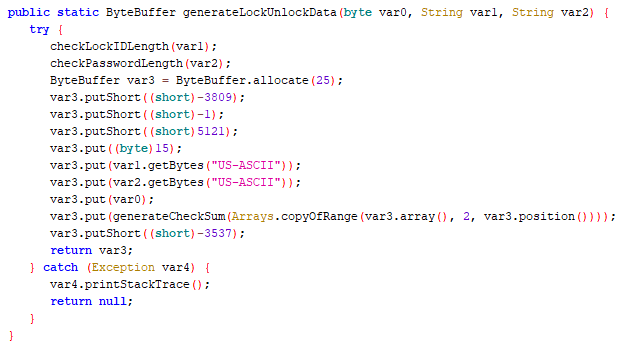 public static ByteBuffer generateLockUnlockData(byte var0, String var1, String var2) {
   try {
      checkLockIDLength(var1);
      checkPasswordLength(var2);
      ByteBuffer var3 = ByteBuffer.allocate(25);
      var3.putShort((short)-3809);
      var3.putShort((short)-1);
      var3.putShort((short)5121);
      var3.put((byte)15);
      var3.put(var1.getBytes("US-ASCII"));
      var3.put(var2.getBytes("US-ASCII"));
      var3.put(var0);
      var3.put(generateCheckSum(Arrays.copyOfRange(var3.array(), 2, var3.position())));
      var3.putShort((short)-3537);
      return var3;
   } catch (Exception var4) {
      var4.printStackTrace();
      return null;
   }
}